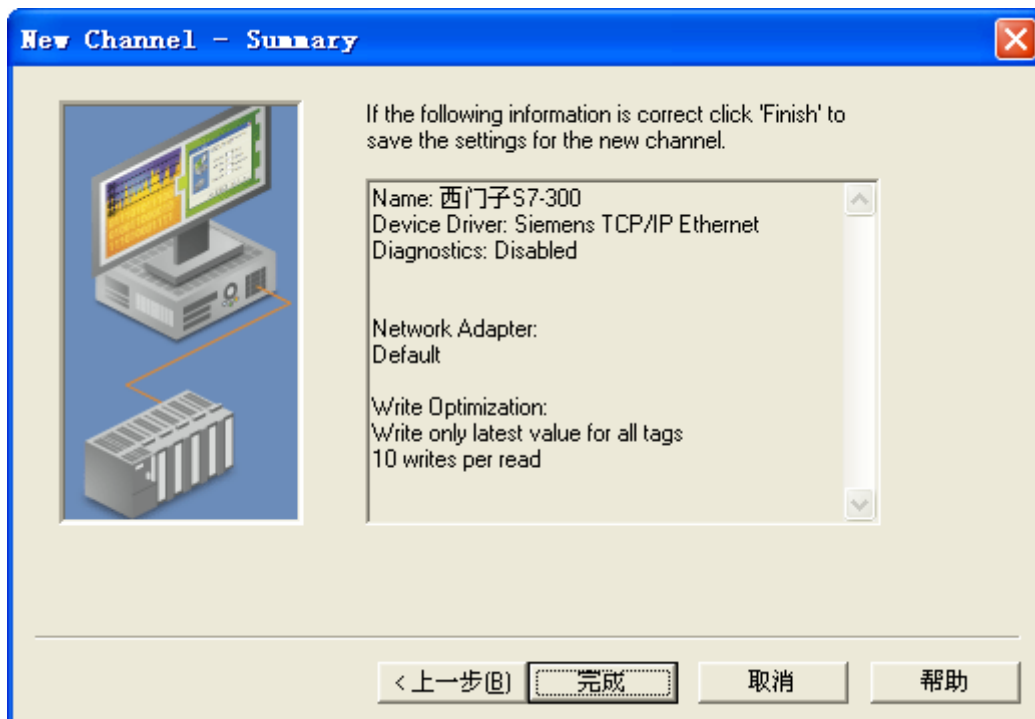 New Channel - Summary
If the following information is correct click 'Finish' to
save the settings for the new channel.
Name: 西门子S7-300
Device Driver: Siemens TCP/IP Ethernet
Diagnostics: Disabled
Network Adapter:
Default
Write Optimization:
Write only latest value for all tags
10 writes per read
<上一步(B)
完成
取消
帮助